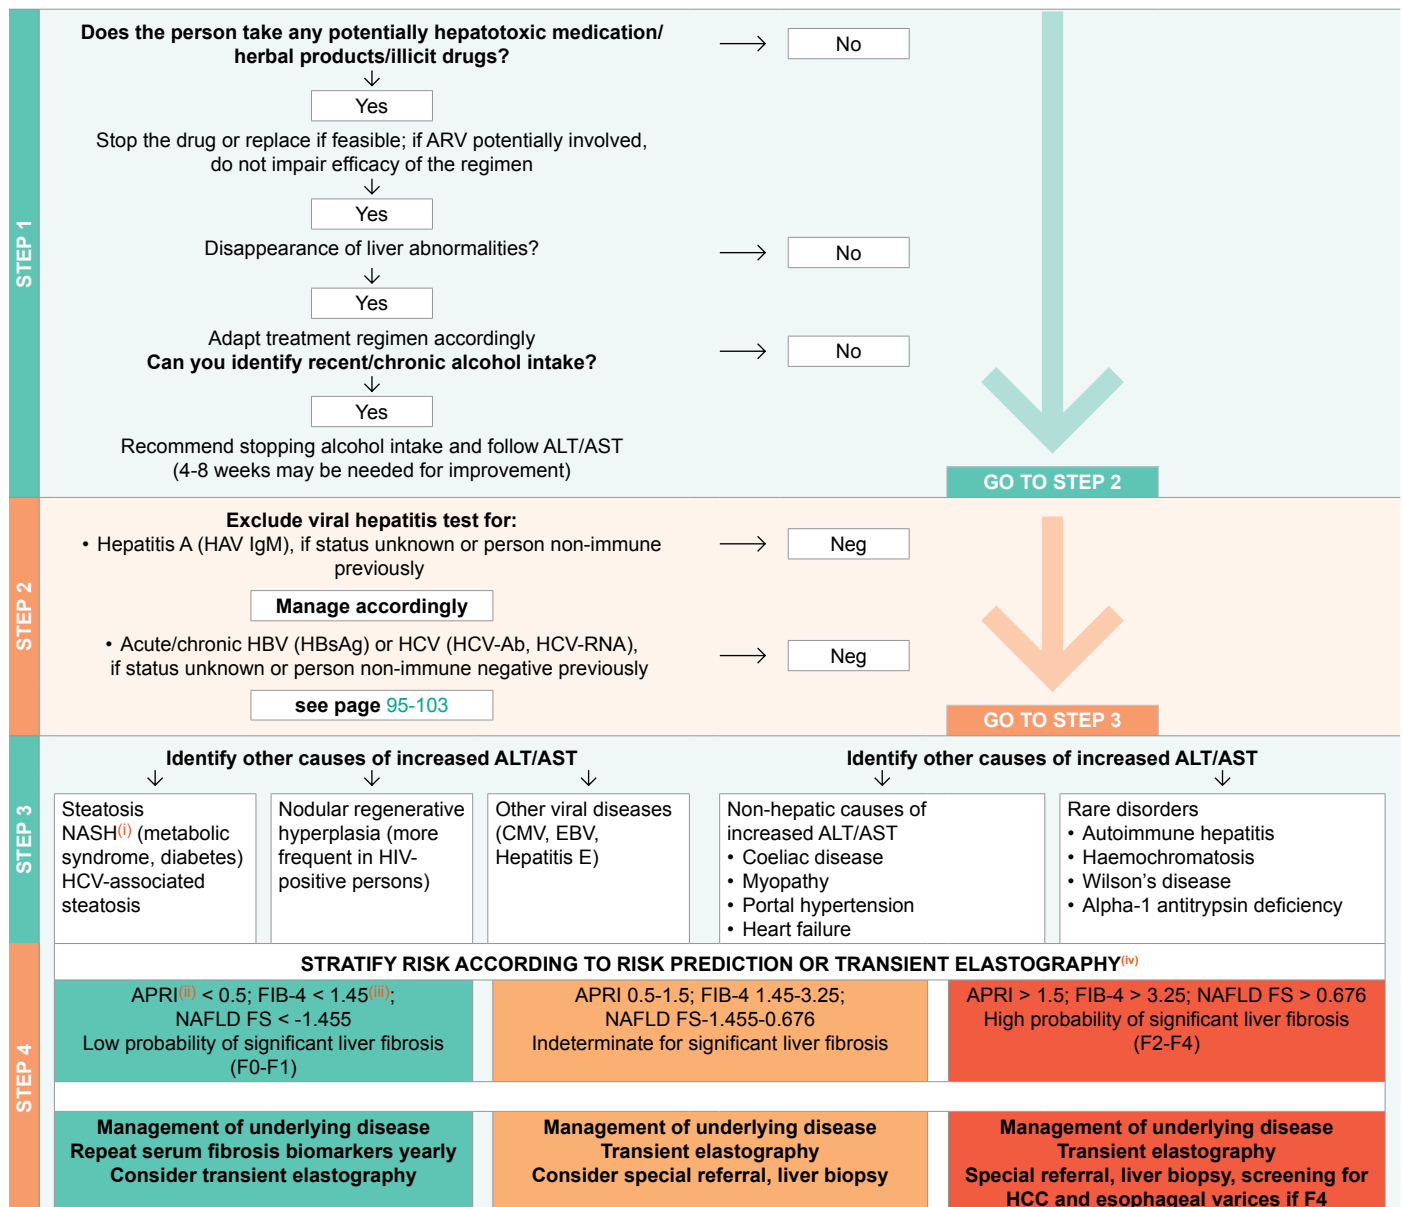 STEP 1
Does the person take any potentially hepatotoxic medication/
herbal products/illicit drugs?
No
Yes
Stop the drug or replace if feasible; if ARV potentially involved,
do not impair efficacy of the regimen
Yes
Disappearance of liver abnormalities?
No
Yes
Adapt treatment regimen accordingly
Can you identify recent/chronic alcohol intake?
No
Yes
Recommend stopping alcohol intake and follow ALT/AST
(4-8 weeks may be needed for improvement)
GO TO STEP 2
STEP 2
Exclude viral hepatitis test for:
• Hepatitis A (HAV IgM), if status unknown or person non-immune
previously
Neg
Manage accordingly
• Acute/chronic HBV (HBsAg) or HCV (HCV-Ab, HCV-RNA),
if status unknown or person non-immune negative previously
Neg
see page 95-103
GO TO STEP 3
STEP 3
Identify other causes of increased ALT/AST
Steatosis
NASH(i) (metabolic
syndrome, diabetes)
HCV-associated
steatosis
Nodular regenerative
hyperplasia (more
frequent in HIV-
positive persons)
Other viral diseases
(CMV, EBV,
Hepatitis E)
Identify other causes of increased ALT/AST
Non-hepatic causes of
increased ALT/AST
• Coeliac disease
• Myopathy
• Portal hypertension
• Heart failure
Rare disorders
• Autoimmune hepatitis
• Haemochromatosis
• Wilson's disease
• Alpha-1 antitrypsin deficiency
STEP 4
STRATIFY RISK ACCORDING TO RISK PREDICTION OR TRANSIENT ELASTOGRAPHY(iv)
APRI(ii) < 0.5; FIB-4 < 1.45(iii);
NAFLD FS < -1.455
Low probability of significant liver fibrosis
(F0-F1)
APRI 0.5-1.5; FIB-4 1.45-3.25;
NAFLD FS-1.455-0.676
Indeterminate for significant liver fibrosis
APRI > 1.5; FIB-4 > 3.25; NAFLD FS > 0.676
High probability of significant liver fibrosis
(F2-F4)
Management of underlying disease
Repeat serum fibrosis biomarkers yearly
Consider transient elastography
Management of underlying disease
Transient elastography
Consider special referral, liver biopsy
Management of underlying disease
Transient elastography
Special referral, liver biopsy, screening for
HCC and esophageal varices if F4